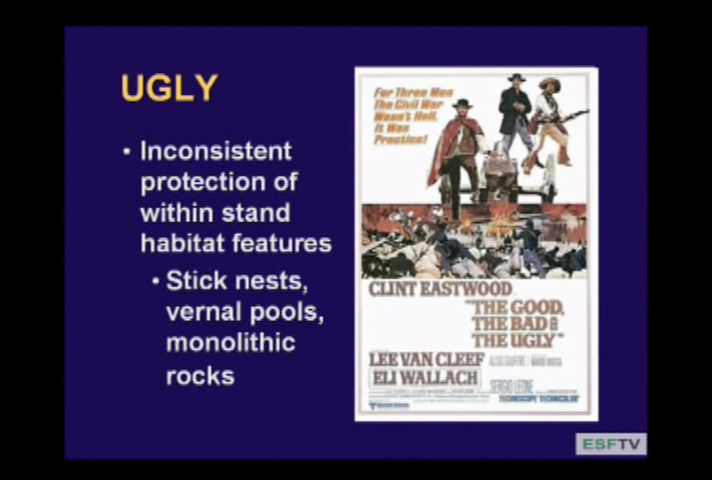 UGLY
• Inconsistent
protection of
within stand
habitat features
• Stick nests,
vernal pools,
monolithic
rocks
For Three Men
The Civil War
Wasn't Hell.
It Was
Practice!
CLINT EASTWOOD
"THE GOOD,
THE BAD &
THE UGLY"
LEE VAN CLEEF
ELI WALLACH
SERGIO LEONE
TECHNISCOPE TECHNICOLOR
ESFTV